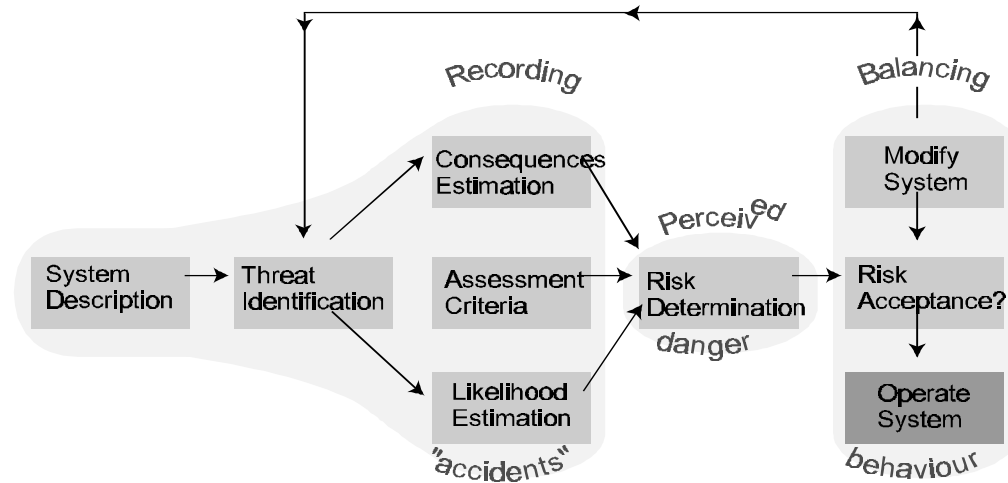 Recording
Balancing
Consequences
Estimation
Modify
System
Perceived
System
Description
Threat
Identification
Assessment
Criteria
Risk
Determination
Risk
Acceptance?
danger
Likelihood
Estimation
Operate
System
"accidents"
behaviour